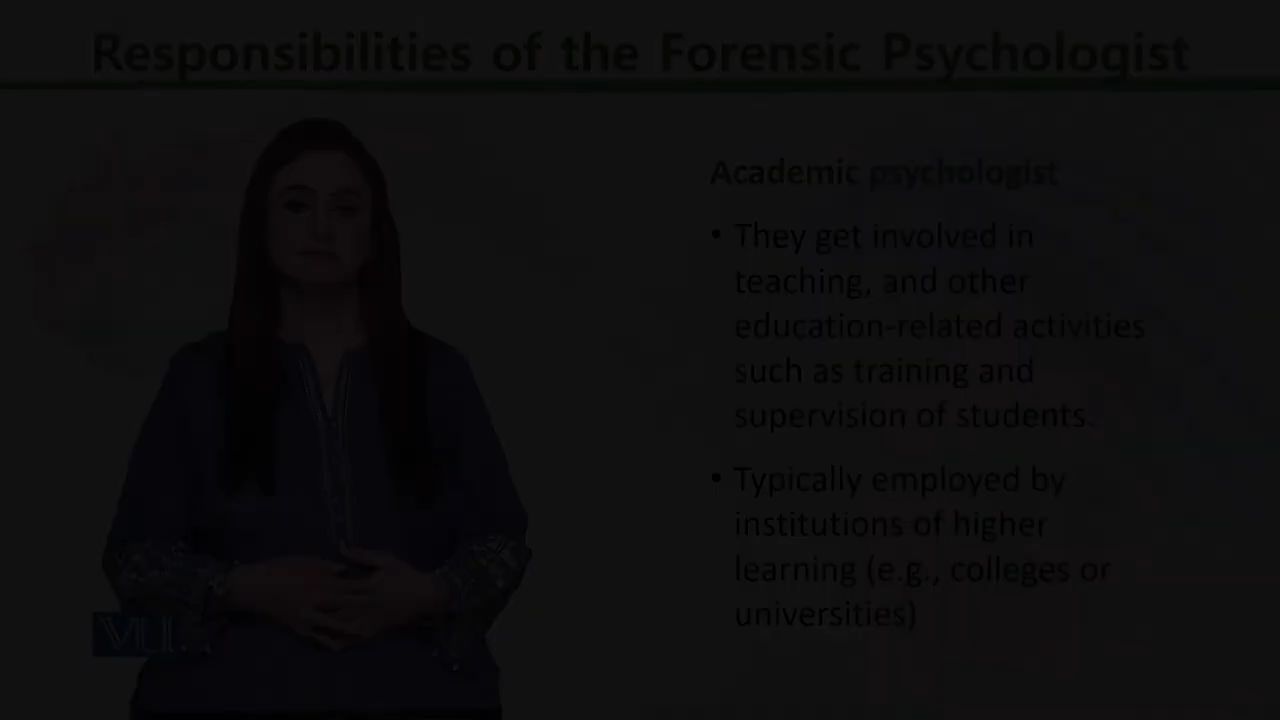 Responsibilities of the Forensic Psychologist
Academic psychologist
• They get involved in
teaching, and other
education-related activities
such as training and
supervision of students.
• Typically employed by
institutions of higher
learning (e.g., colleges or
universities)
VU